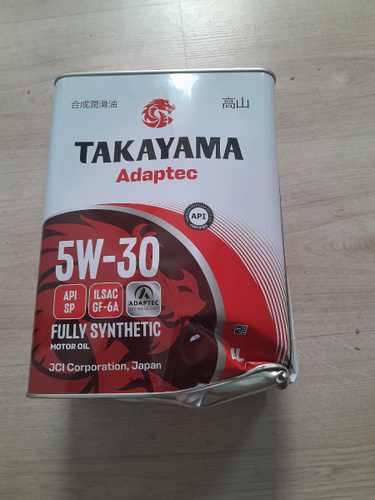 合成潤滑油
高山
TAKAYAMA
Adaptec
API
5W-30
API
SP
ILSAC
GF-6A
ADAPTEC
FULLY SYNTHETIC
MOTOR OIL
JCI Corporation, Japan